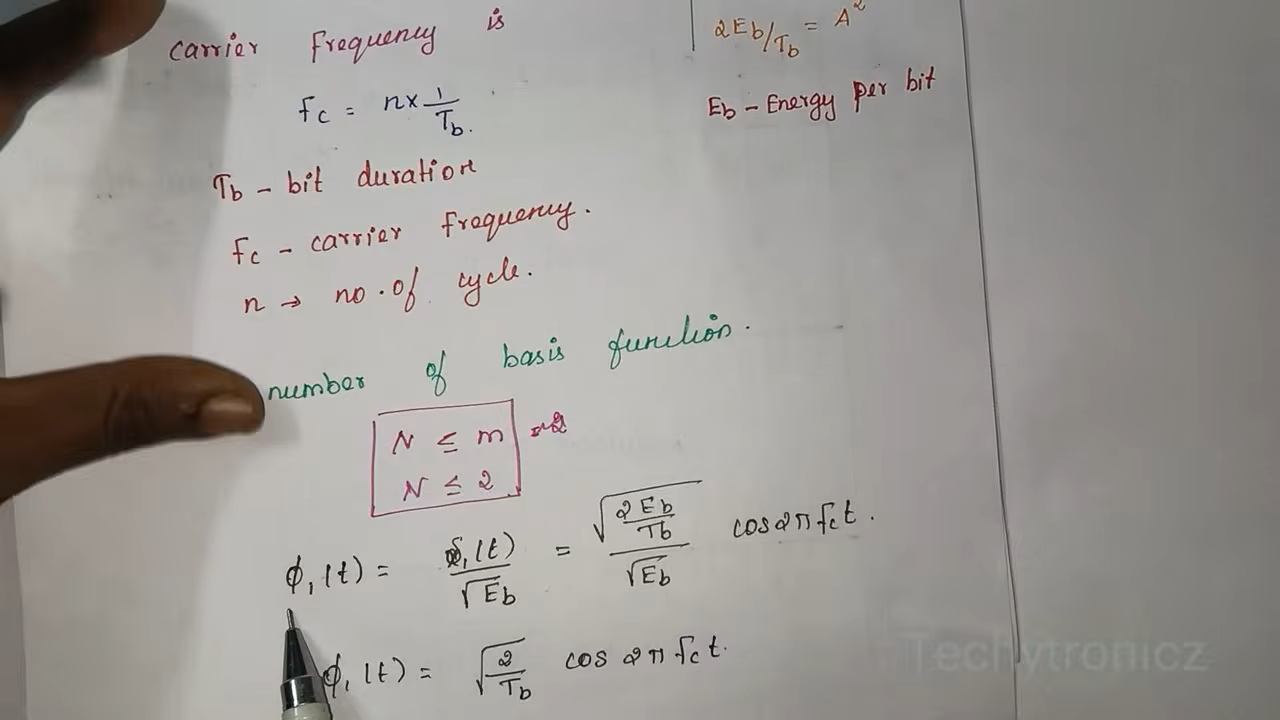 Carrier Frequency is
fc = n × 1/Tb.
Tb - bit duration
fc - carrier frequency.
n → no. of cycle.
2Eb/Tb = A²
Eb - Energy per bit
number of basis function.
N ≤ m
N ≤ 2
ϕ₁(t) = S₁(t)/√Eb = √(2Eb/Tb)/√Eb cos2πfct.
ϕ₁(t) = √(2/Tb) cos 2πfct.
Techytronicz